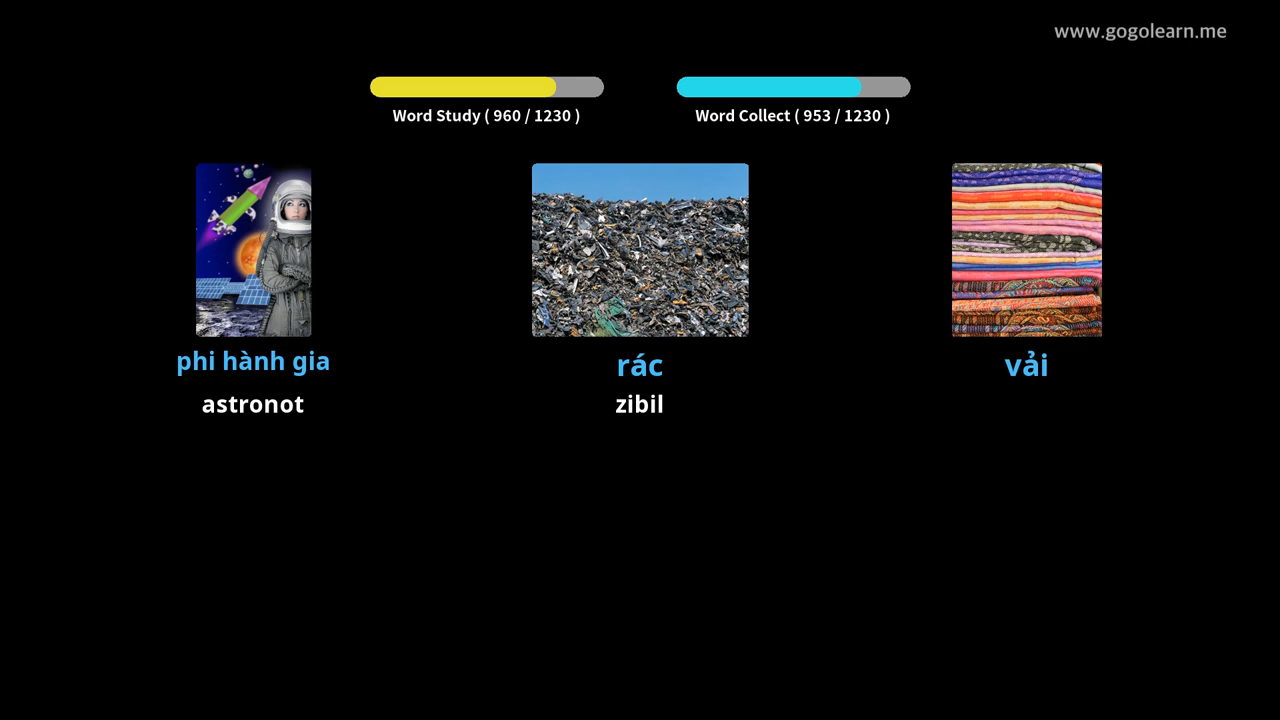 www.gogolearn.me
Word Study ( 960 / 1230 )
Word Collect ( 953 / 1230 )
phi hành gia
rác
vải
astronot
zibil